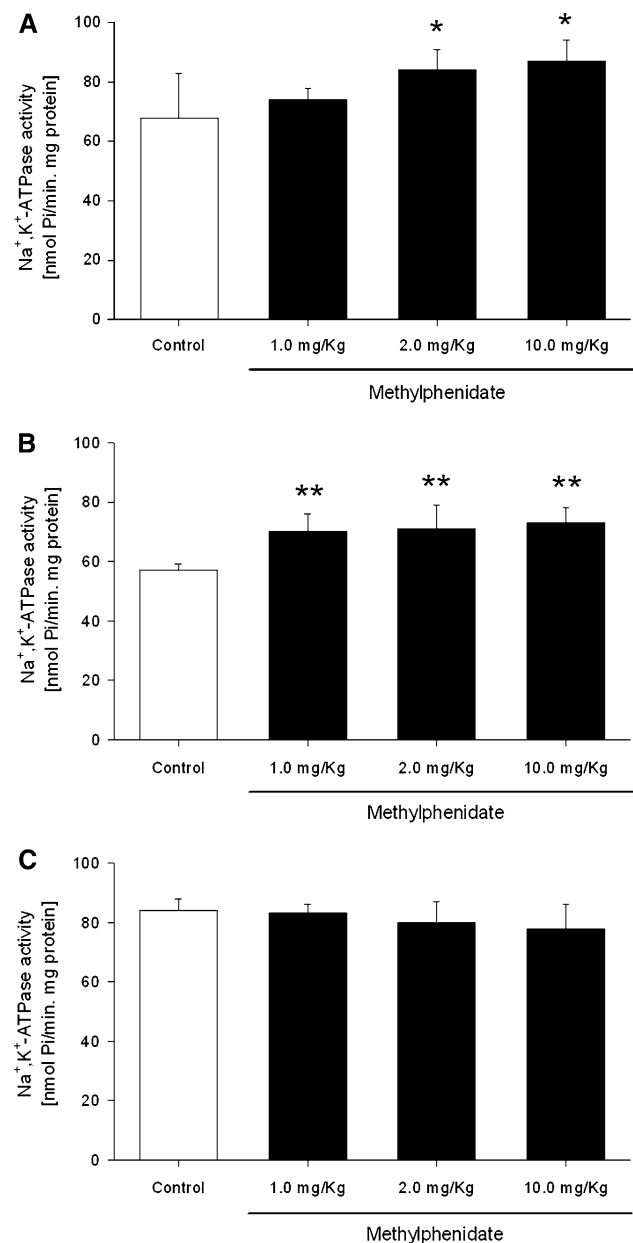 A
100
80
60
40
20
0
Na⁺,K⁺-ATPase activity
[nmol Pi/min. mg protein]
*
*
Control
1.0 mg/Kg
2.0 mg/Kg
10.0 mg/Kg
Methylphenidate
B
100
80
60
40
20
0
Na⁺,K⁺-ATPase activity
[nmol Pi/min. mg protein]
**
**
**
Control
1.0 mg/Kg
2.0 mg/Kg
10.0 mg/Kg
Methylphenidate
C
100
80
60
40
20
0
Na⁺,K⁺-ATPase activity
[nmol Pi/min. mg protein]
Control
1.0 mg/Kg
2.0 mg/Kg
10.0 mg/Kg
Methylphenidate